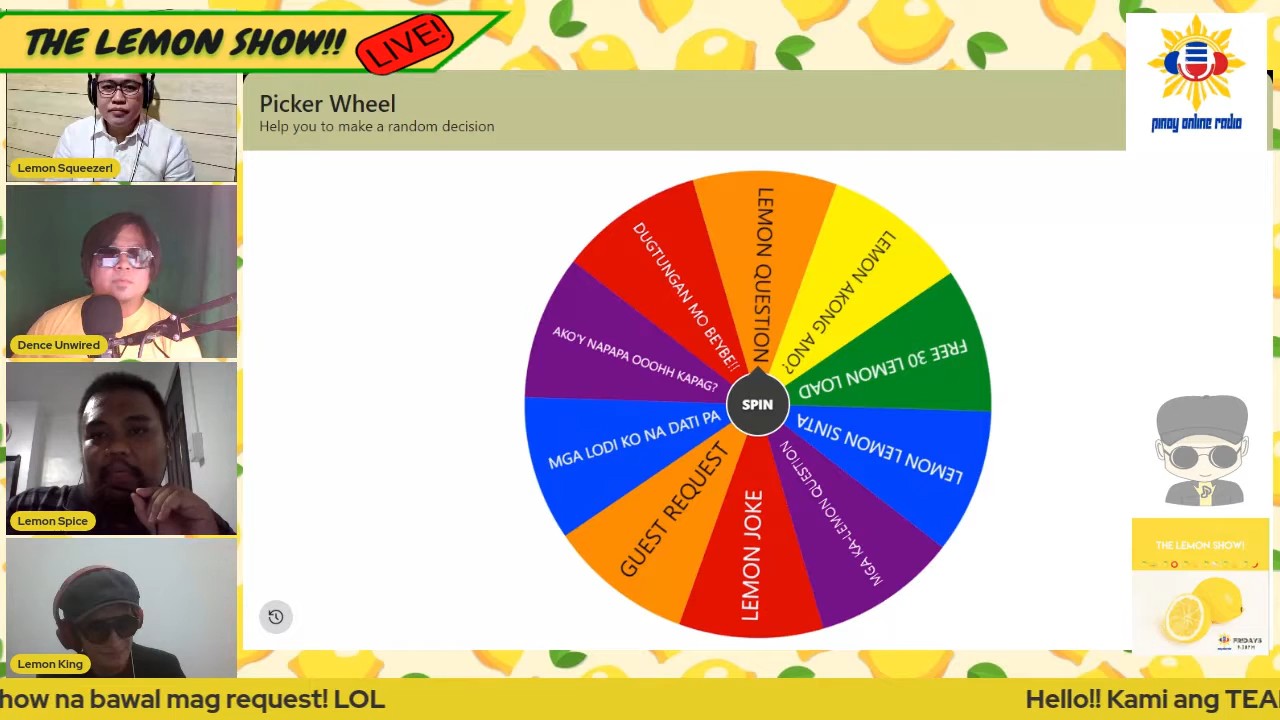 THE LEMON SHOW!!
LIVE!
pinoy online radio
Picker Wheel
Help you to make a random decision
Lemon Squeezer!
Dence Unwired
Lemon Spice
Lemon King
LEMON QUESTION
LEMON AKONG ANO?
FREE 30 LEMON LOAD
LEMON LEMON SINTA
MGA KA-LEMON QUESTION
LEMON JOKE
GUEST REQUEST
MGA LODI KO NA DATI PA
AKO'Y NAPAPA OOOHH KAPAG?
DUGTUNGAN MO BEYBE!!
SPIN
THE LEMON SHOW!
FRIDAYS
how na bawal mag request! LOL
Hello!! Kami ang TEA